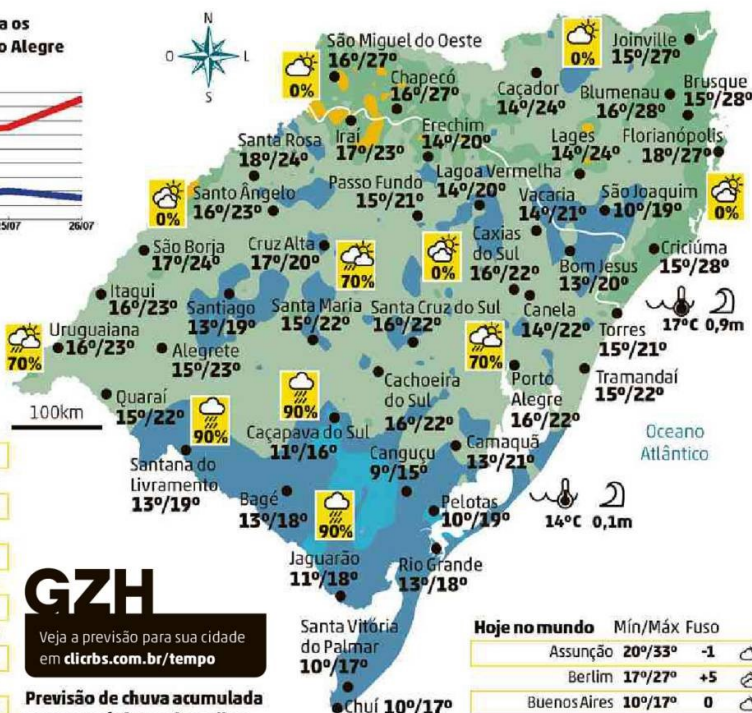 a os
o Alegre
25/07
26/07
N
O
L
S
São Miguel do Oeste
16º/27º
0%
Chapecó
16º/27º
Iraí
17º/23º
0%
Joinville
15º/27º
Caçador
14º/24º
Blumenau
16º/28º
Brusque
15º/28º
Erechim
14º/20º
Lages
14º/24º
Florianópolis
18º/27º
Santa Rosa
18º/24º
Lagoa Vermelha
14º/20º
0%
Santo Ângelo
16º/23º
Passo Fundo
15º/21º
Vacaria
14º/21º
São Joaquim
10º/19º
0%
São Borja
17º/24º
Cruz Alta
17º/20º
70%
0%
Caxias
do Sul
16º/22º
Bom Jesus
13º/20º
Criciúma
15º/28º
Itaqui
16º/23º
Santiago
13º/19º
Santa Maria
15º/22º
Santa Cruz do Sul
16º/22º
Canela
14º/22º
17ºC 0,9m
Torres
15º/21º
Uruguaiana
16º/23º
70%
Alegrete
15º/23º
70%
Quaraí
15º/22º
90%
90%
Cachoeira
do Sul
16º/22º
Porto
Alegre
16º/22º
Tramandaí
15º/22º
100km
Caçapava do Sul
11º/16º
Camaquã
13º/21º
Oceano
Atlântico
Santana do
Livramento
13º/19º
Canguçu
9º/15º
Bagé
13º/18º
90%
Pelotas
10º/19º
14ºC 0,1m
Jaguarão
11º/18º
Rio Grande
13º/18º
GZH
Veja a previsão para sua cidade
em clicrbs.com.br/tempo
Santa Vitória
do Palmar
10º/17º
Chuí 10º/17º
Previsão de chuva acumulada
Hoje no mundo Mín/Máx Fuso
Assunção 20º/33º -1
Berlim 17º/27º +5
Buenos Aires 10º/17º 0